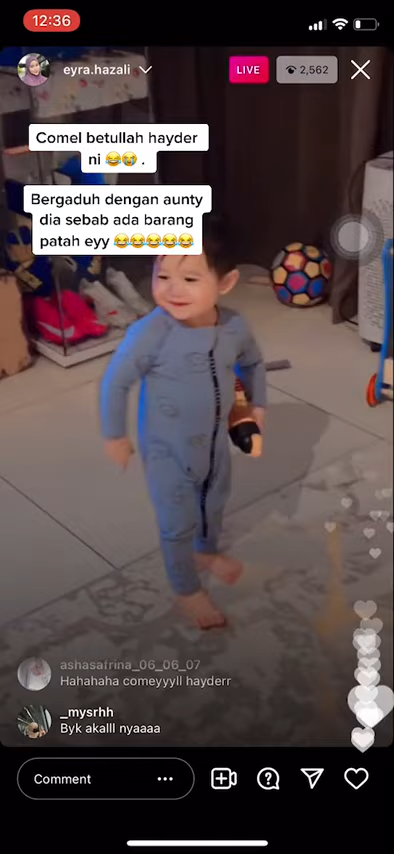 12:36
eyra.hazali
LIVE
2,562
Comel betullah hayder
ni 😂😭 .
Bergaduh dengan aunty
dia sebab ada barang
patah eyy 😂😂😂😂😂
ashasafrina_06_06_07
Hahahaha comeyyyll hayderr
_mysrhh
Byk akalll nyaaaa
Comment